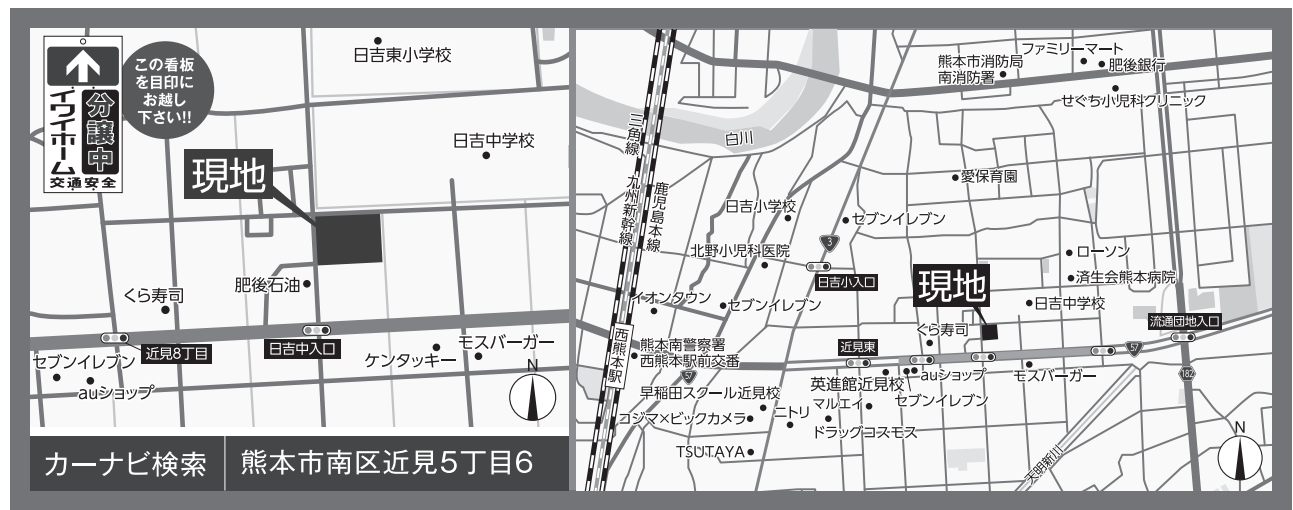 分譲中
イワイホーム
交通安全
この看板
を目印に
お越し
下さい!!
日吉東小学校
日吉中学校
現地
肥後石油
くら寿司
近見8丁目
日吉中入口
セブンイレブン
auショップ
ケンタッキー
モスバーガー
N
カーナビ検索
熊本市南区近見5丁目6
ファミリーマート
熊本市消防局
南消防署
肥後銀行
せぐち小児科クリニック
白川
三角線
九州新幹線
鹿児島本線
愛保育園
日吉小学校
セブンイレブン
3
北野小児科医院
日吉小入口
ローソン
済生会熊本病院
現地
イオンタウン
セブンイレブン
日吉中学校
流通団地入口
くら寿司
西熊本駅
熊本南警察署
西熊本駅前交番
近見東
57
57
182
英進館近見校
auショップ
モスバーガー
早稲田スクール近見校
マルエイ
セブンイレブン
コジマ×ビックカメラ
ニトリ
ドラッグコスモス
TSUTAYA
天明新川
N